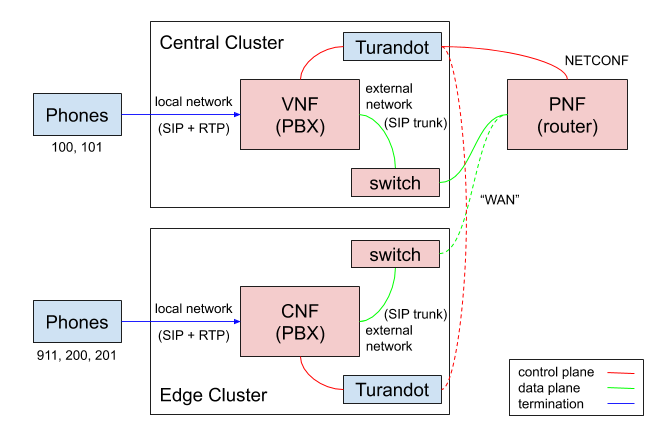 Central Cluster
Turandot
NETCONF
Phones
100, 101
local network
(SIP + RTP)
VNF
(PBX)
external
network
(SIP trunk)
PNF
(router)
switch
“WAN”
switch
Phones
911, 200, 201
local network
(SIP + RTP)
CNF
(PBX)
(SIP trunk)
external
network
Edge Cluster
Turandot
control plane
data plane
termination